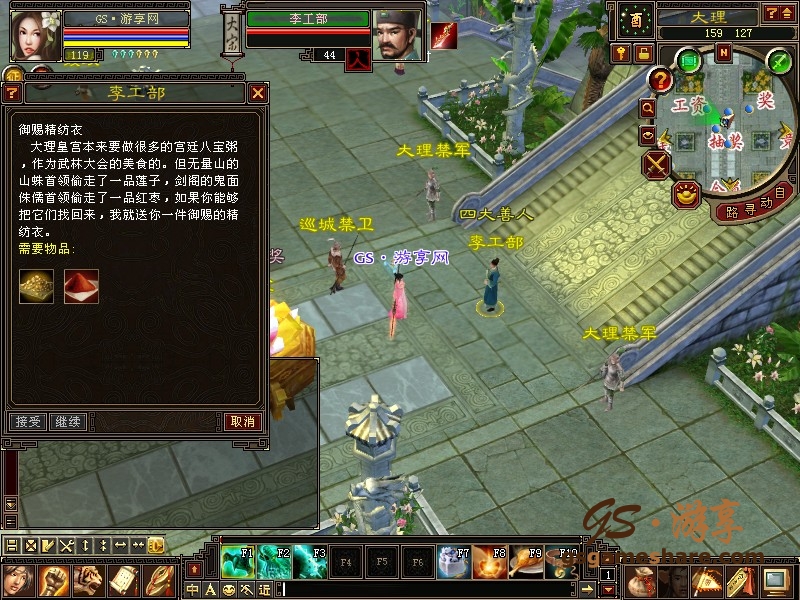 GS·游享网
119
大宗
李工部
44
人
酉
大理
159 127
N
工资
奖
抽奖
自动寻路
李工部
御赐精纺衣
大理皇宫本来要做很多的宫廷八宝粥
，作为武林大会的美食的。但无量山的
山蛛首领偷走了一品莲子，剑阁的鬼面
侏儒首领偷走了一品红枣，如果你能够
把它们找回来，我就送你一件御赐的精
纺衣。
需要物品:
接受 继续 取消
大理禁军
巡城禁卫
四大善人
李工部
GS·游享网
奖
大理禁军
GS·游享
F1 F2 F3 F4 F5 F6 F7 F8 F9 F10
中 A 近
1